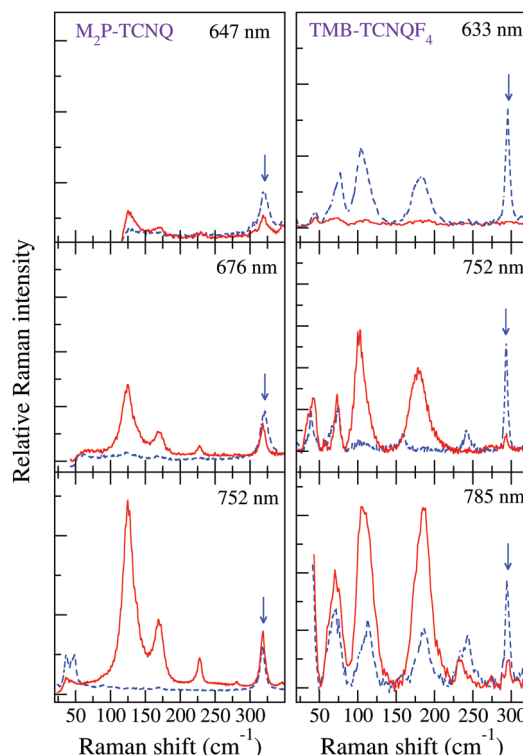 M₂P-TCNQ 647 nm
TMB-TCNQF₄ 633 nm
676 nm
752 nm
752 nm
785 nm
Relative Raman intensity
50 100 150 200 250 300
50 100 150 200 250 300
Raman shift (cm⁻¹)
Raman shift (cm⁻¹)